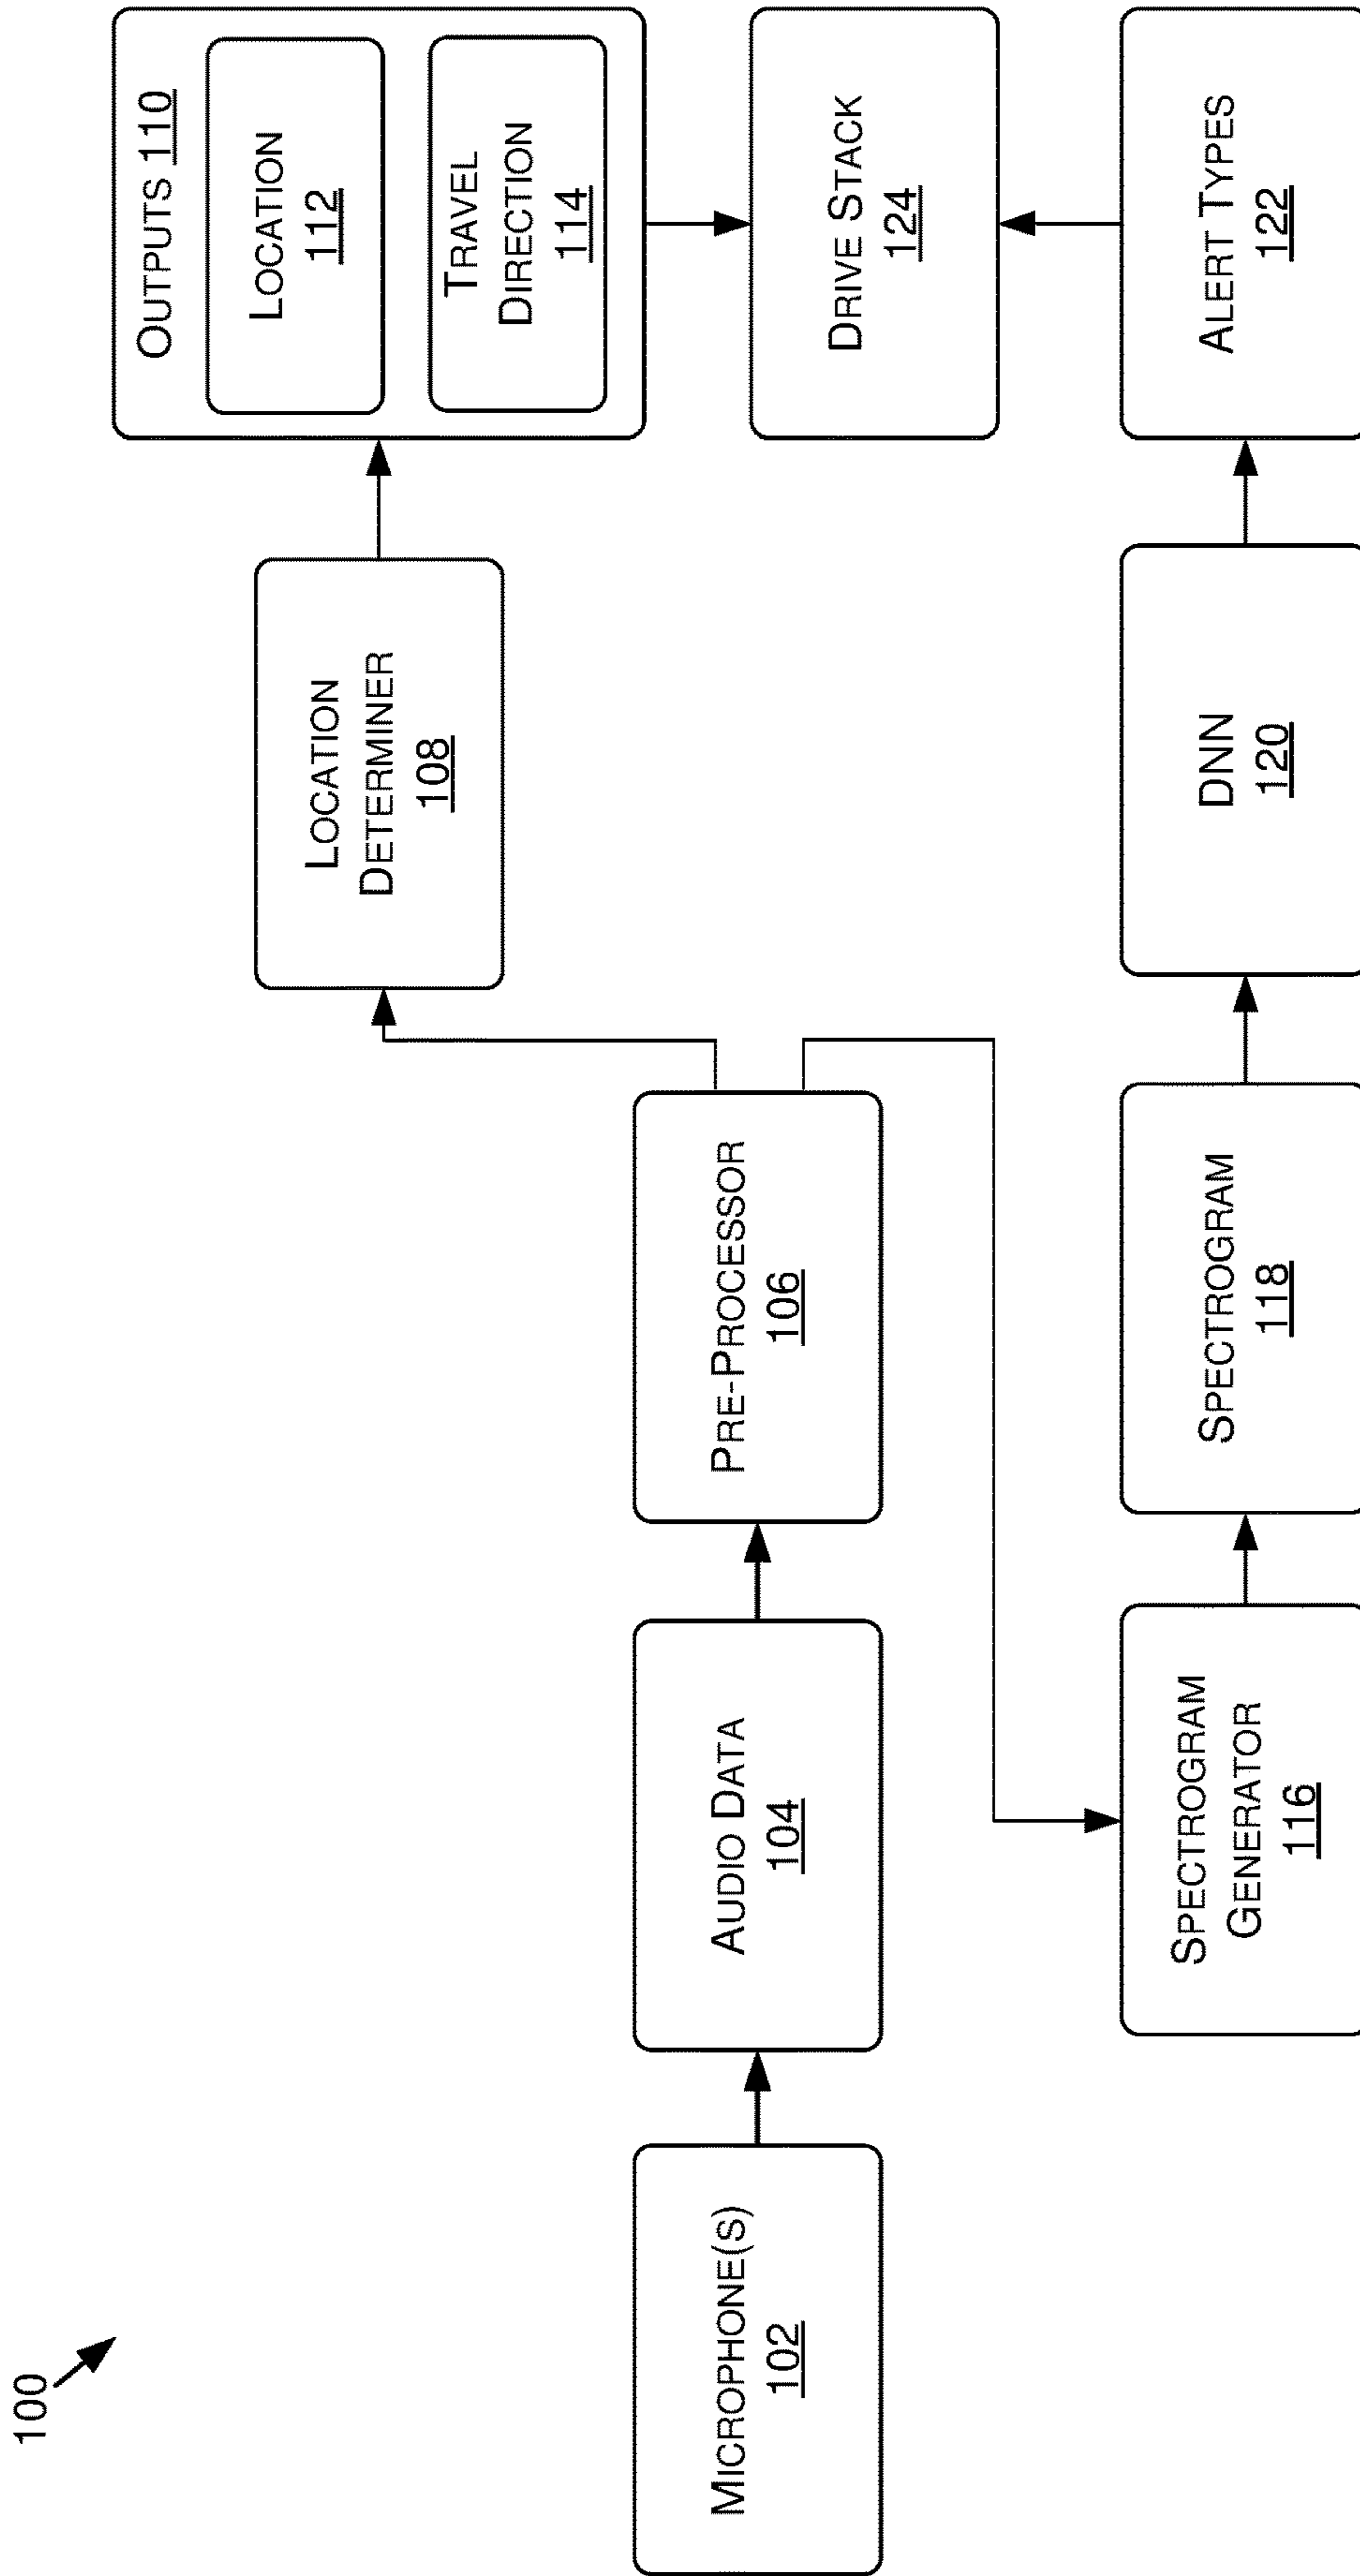 100
MICROPHONE(S)
102
AUDIO DATA
104
PRE-PROCESSOR
106
LOCATION
DETERMINER
108
OUTPUTS 110
LOCATION
112
TRAVEL
DIRECTION
114
SPECTROGRAM
GENERATOR
116
SPECTROGRAM
118
DNN
120
ALERT TYPES
122
DRIVE STACK
124